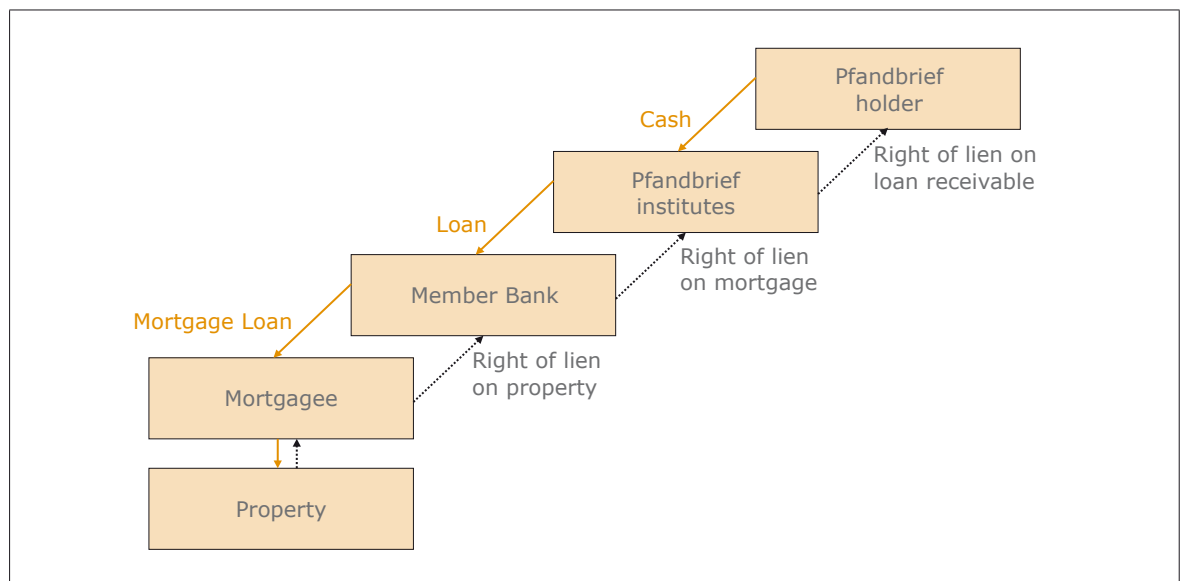 Pfandbrief
holder
Cash
Right of lien on
loan receivable
Pfandbrief
institutes
Loan
Right of lien
on mortgage
Member Bank
Mortgage Loan
Right of lien
on property
Mortgagee
Property